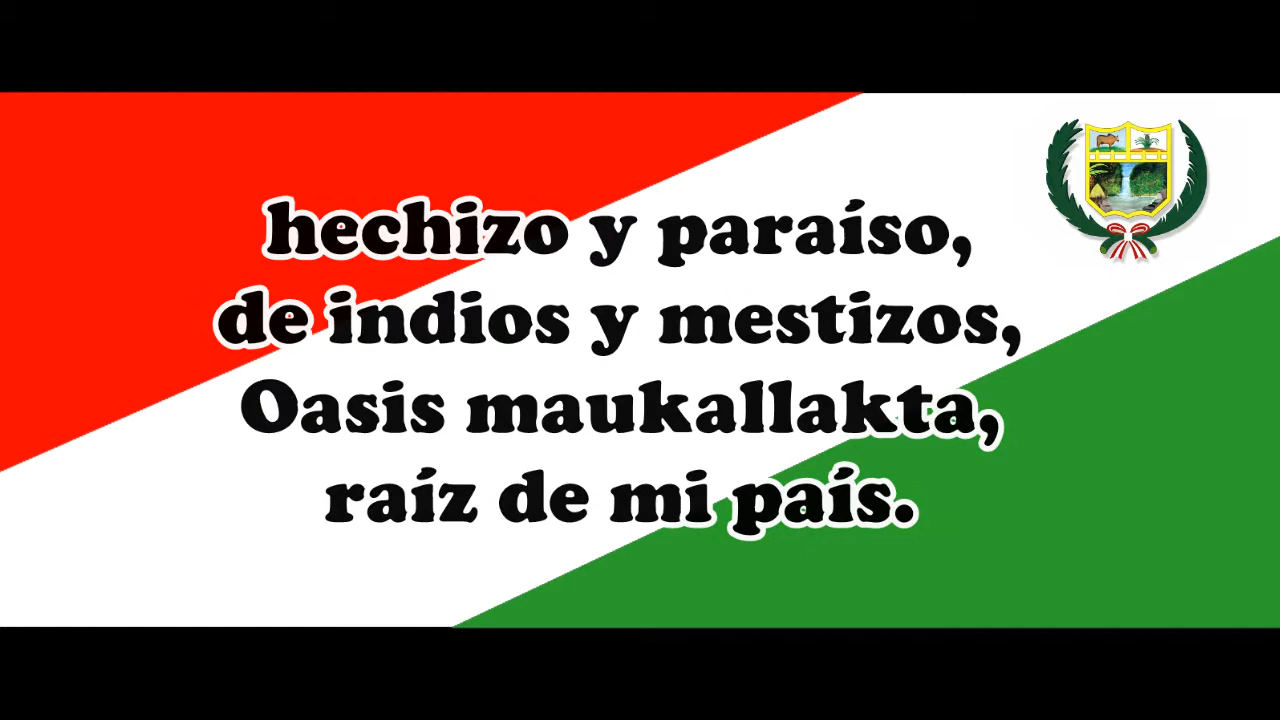 hechizo y paraíso,
de indios y mestizos,
Oasis maukallakta,
raíz de mi país.